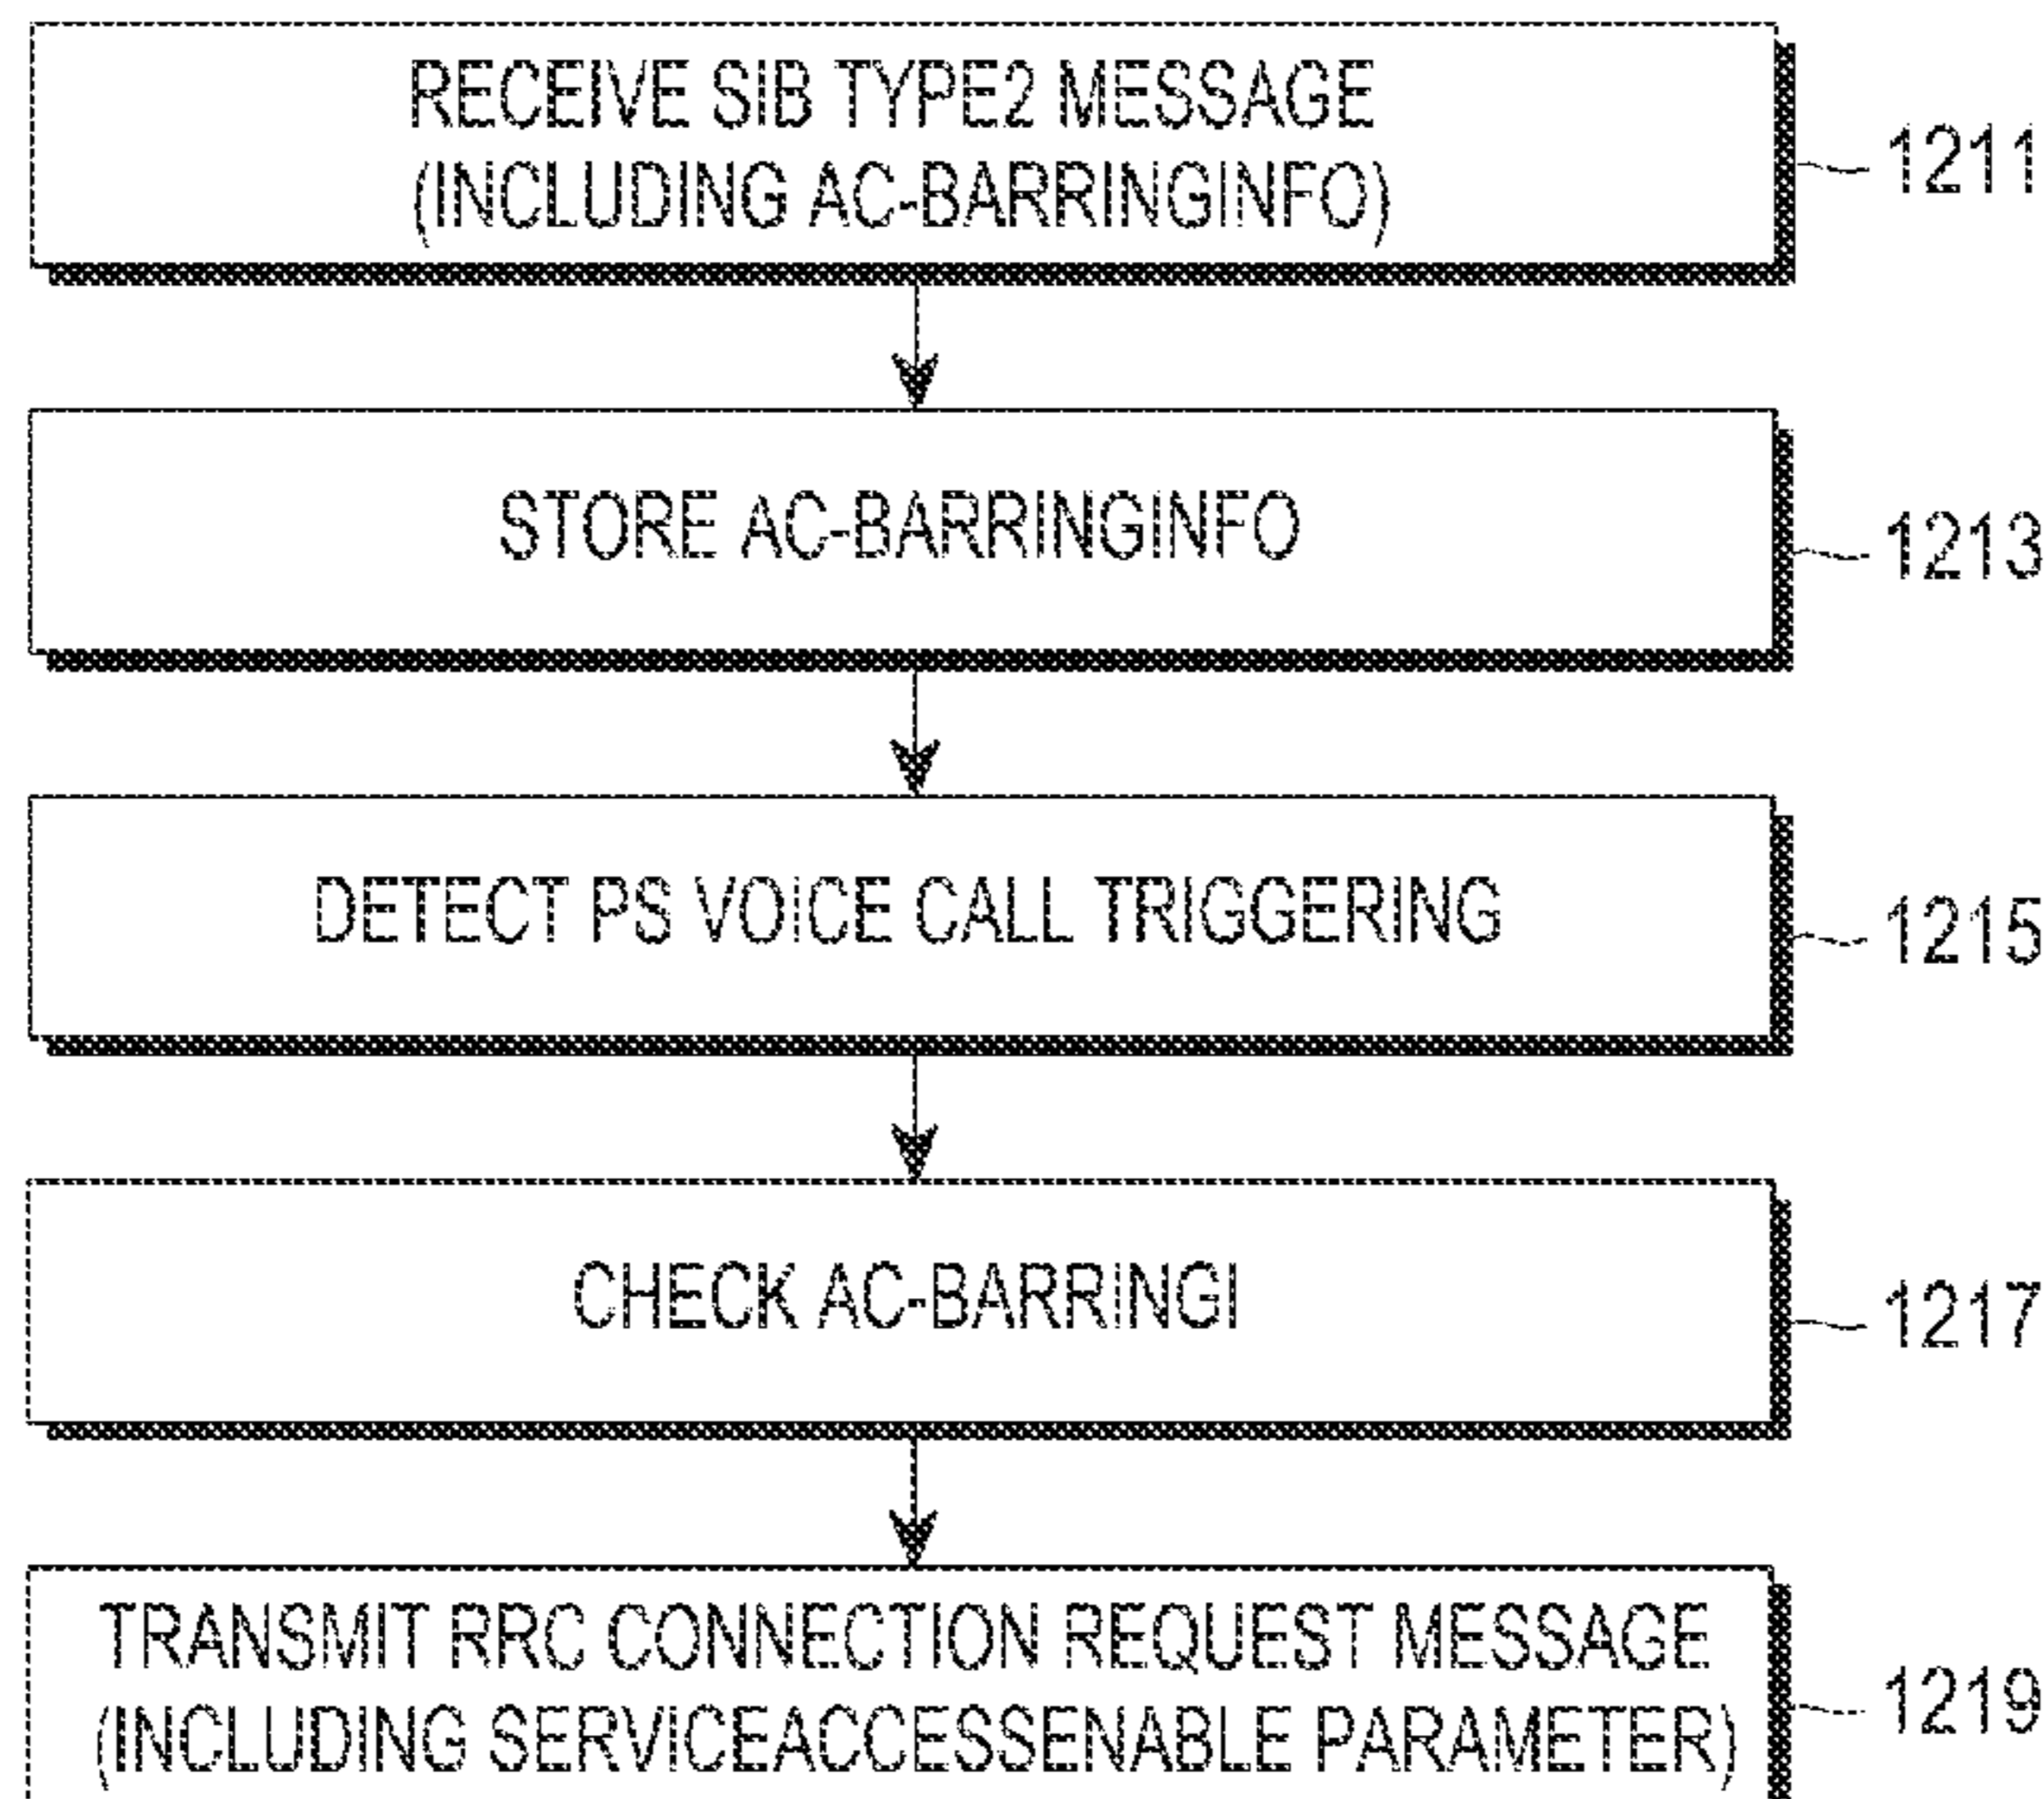 RECEIVE SIB TYPE2 MESSAGE
(INCLUDING AC-BARRINGINFO)
1211
STORE AC-BARRINGINFO
1213
DETECT PS VOICE CALL TRIGGERING
1215
CHECK AC-BARRINGI
1217
TRANSMIT RRC CONNECTION REQUEST MESSAGE
(INCLUDING SERVICEACCESSENABLE PARAMETER)
1219